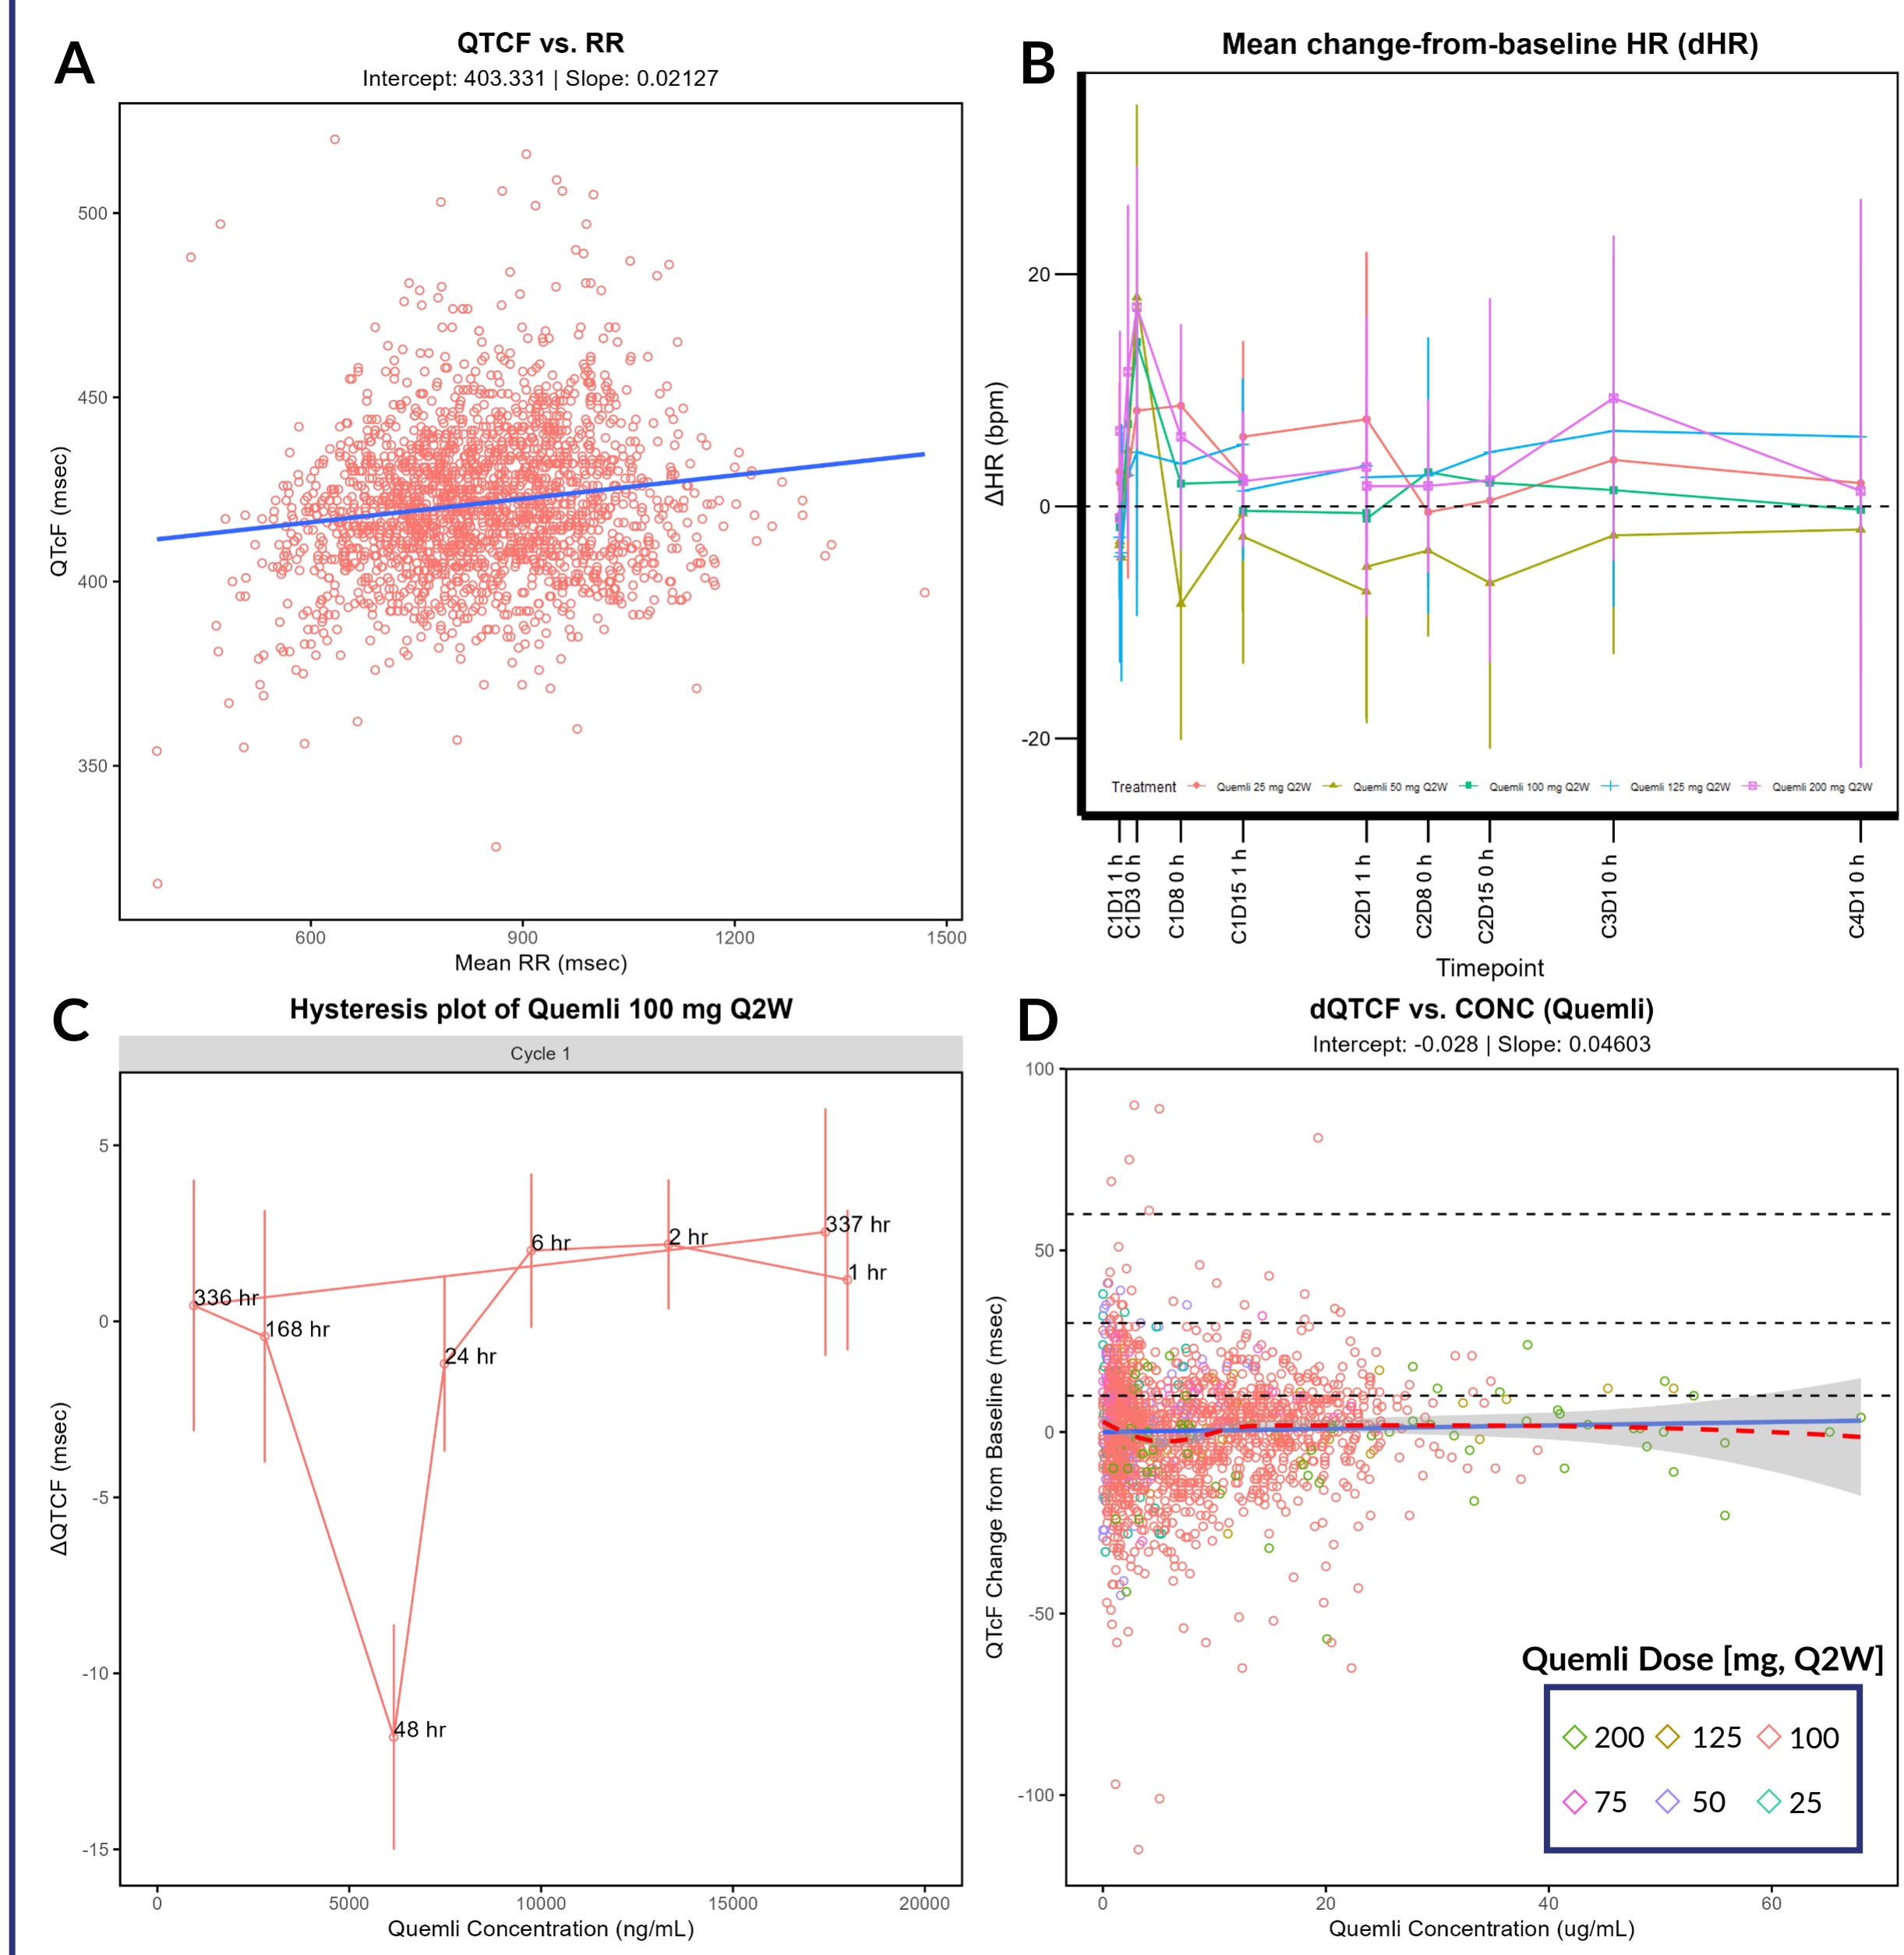 A
QTCF vs. RR
Intercept: 403.331 | Slope: 0.02127
QTcF (msec)
500
450
400
350
600 900 1200 1500
Mean RR (msec)
B
Mean change-from-baseline HR (dHR)
ΔHR (bpm)
20
0
-20
Treatment Quemli 25 mg Q2W Quemli 50 mg Q2W Quemli 100 mg Q2W Quemli 125 mg Q2W Quemli 200 mg Q2W
C1D1 1 h
C1D3 0 h
C1D8 0 h
C1D15 1 h
C2D1 1 h
C2D8 0 h
C2D15 0 h
C3D1 0 h
C4D1 0 h
Timepoint
C
Hysteresis plot of Quemli 100 mg Q2W
Cycle 1
ΔQTCF (msec)
5
0
-5
-10
-15
336 hr
168 hr
48 hr
24 hr
6 hr
2 hr
337 hr
1 hr
0 5000 10000 15000 20000
Quemli Concentration (ng/mL)
D
dQTCF vs. CONC (Quemli)
Intercept: -0.028 | Slope: 0.04603
QTcF Change from Baseline (msec)
100
50
0
-50
-100
Quemli Dose [mg, Q2W]
200 125 100
75 50 25
0 20 40 60
Quemli Concentration (ug/mL)